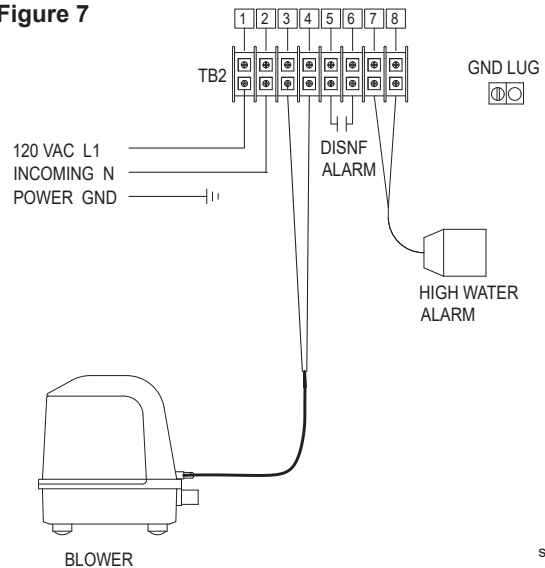 Figure 7
1 2 3 4 5 6 7 8
TB2
GND LUG
120 VAC L1
INCOMING N
POWER GND
DISNF
ALARM
HIGH WATER
ALARM
BLOWER
s